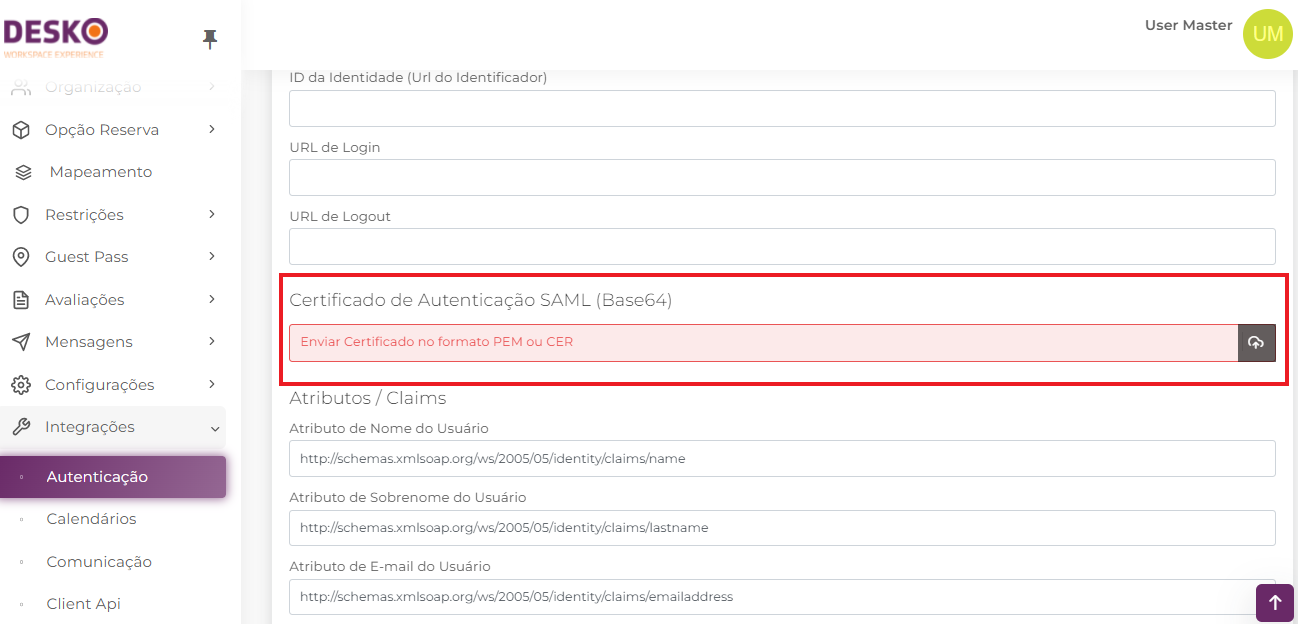 DESKO
WORKSPACE EXPERIENCE
User Master
UM
Organização
Opção Reserva
Mapeamento
Restrições
Guest Pass
Avaliações
Mensagens
Configurações
Integrações
Autenticação
Calendários
Comunicação
Client Api
ID da Identidade (Url do Identificador)
URL de Login
URL de Logout
Certificado de Autenticação SAML (Base64)
Enviar Certificado no formato PEM ou CER
Atributos / Claims
Atributo de Nome do Usuário
http://schemas.xmlsoap.org/ws/2005/05/identity/claims/name
Atributo de Sobrenome do Usuário
http://schemas.xmlsoap.org/ws/2005/05/identity/claims/lastname
Atributo de E-mail do Usuário
http://schemas.xmlsoap.org/ws/2005/05/identity/claims/emailaddress